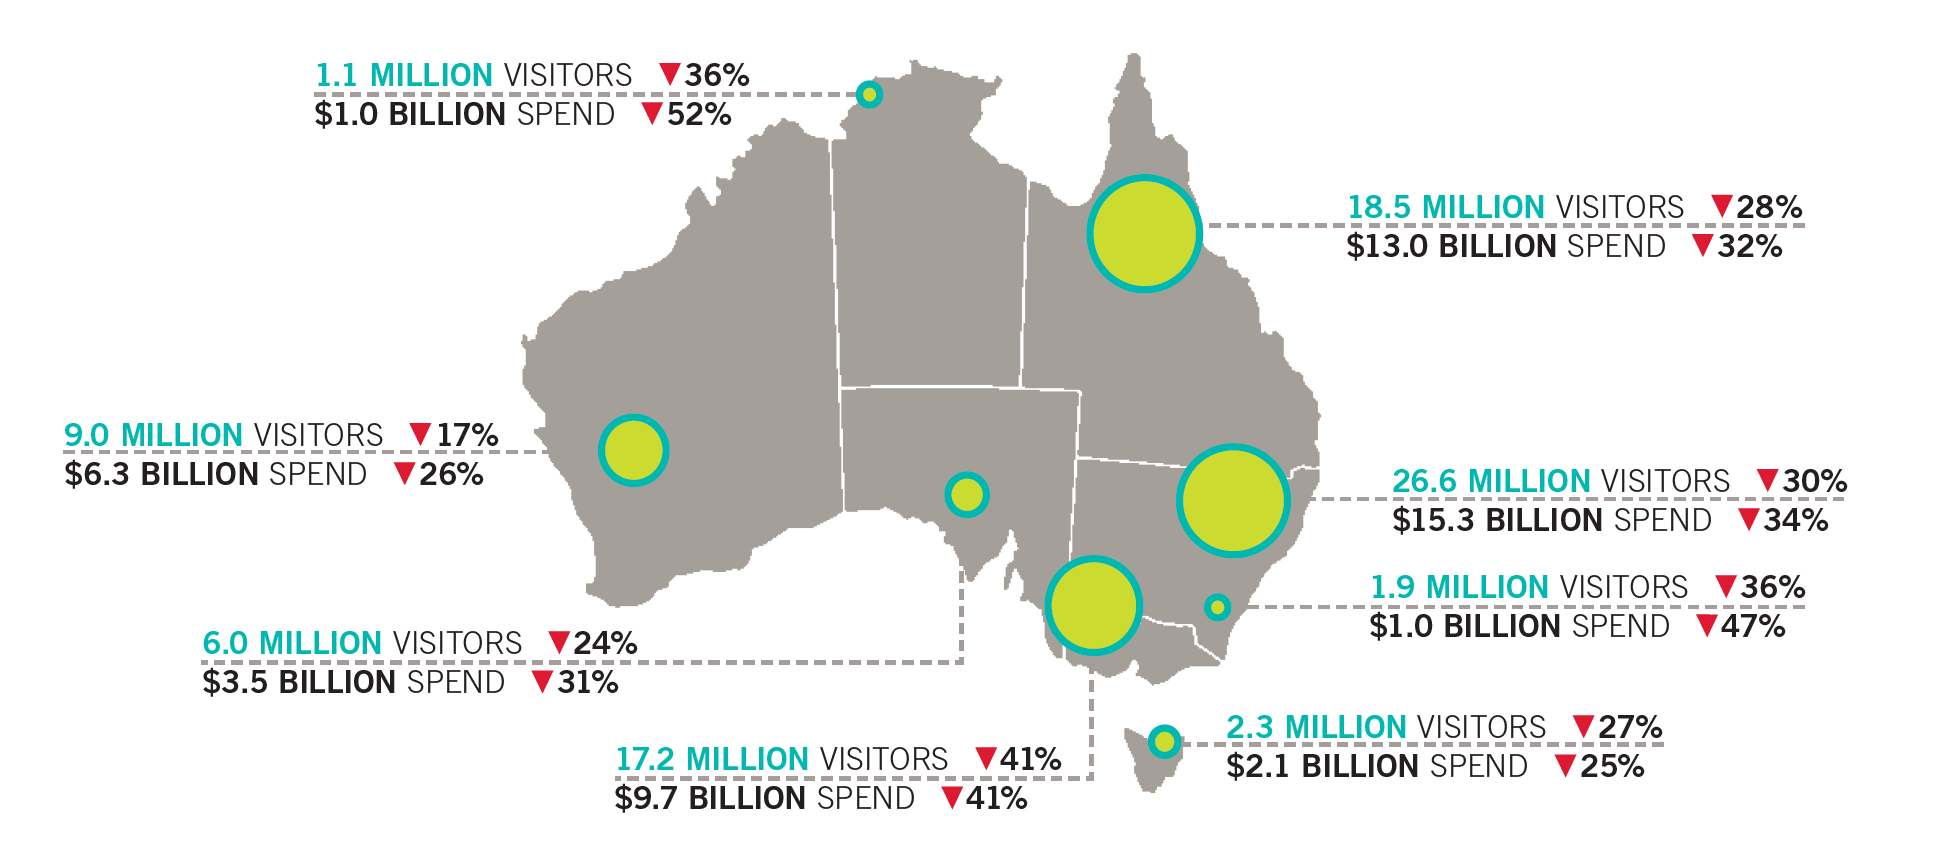 1.1 MILLION VISITORS ▼36%
$1.0 BILLION SPEND ▼52%
18.5 MILLION VISITORS ▼28%
$13.0 BILLION SPEND ▼32%
9.0 MILLION VISITORS ▼17%
$6.3 BILLION SPEND ▼26%
26.6 MILLION VISITORS ▼30%
$15.3 BILLION SPEND ▼34%
1.9 MILLION VISITORS ▼36%
$1.0 BILLION SPEND ▼47%
6.0 MILLION VISITORS ▼24%
$3.5 BILLION SPEND ▼31%
2.3 MILLION VISITORS ▼27%
$2.1 BILLION SPEND ▼25%
17.2 MILLION VISITORS ▼41%
$9.7 BILLION SPEND ▼41%